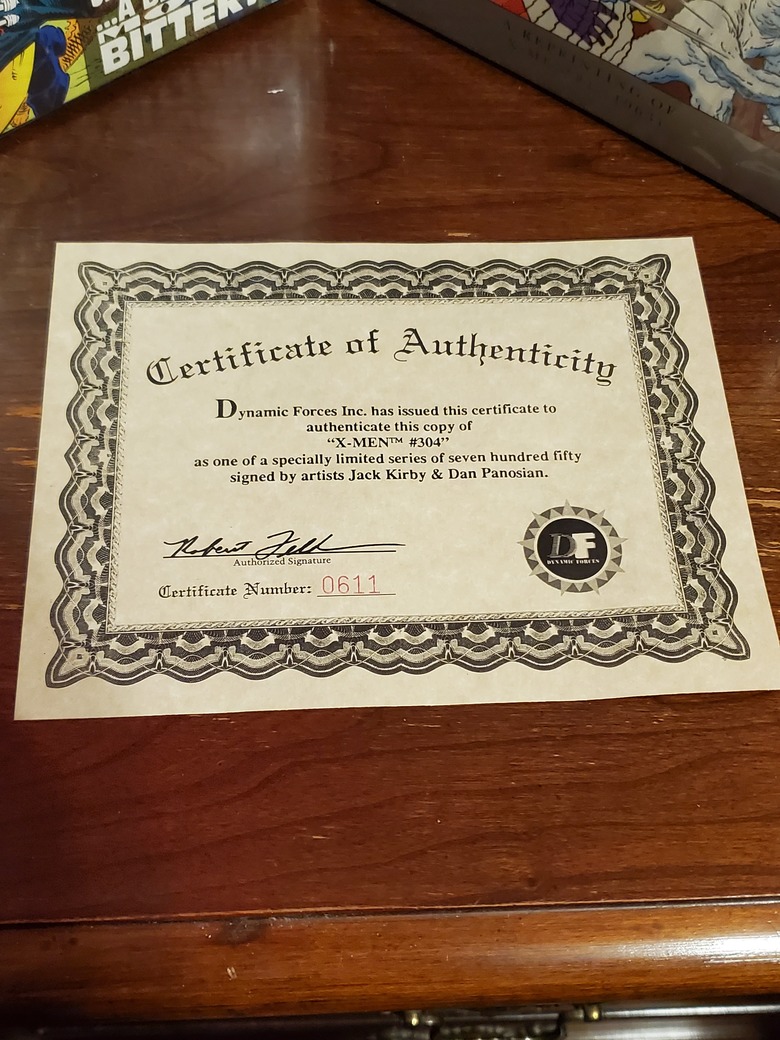 BITTER
A REPRINTING OF
Certificate of Authenticity
Dynamic Forces Inc. has issued this certificate to
authenticate this copy of
“X-MEN™ #304”
as one of a specially limited series of seven hundred fifty
signed by artists Jack Kirby & Dan Panosian.
Authorized Signature
Certificate Number: 0611
DF
DYNAMIC FORCES